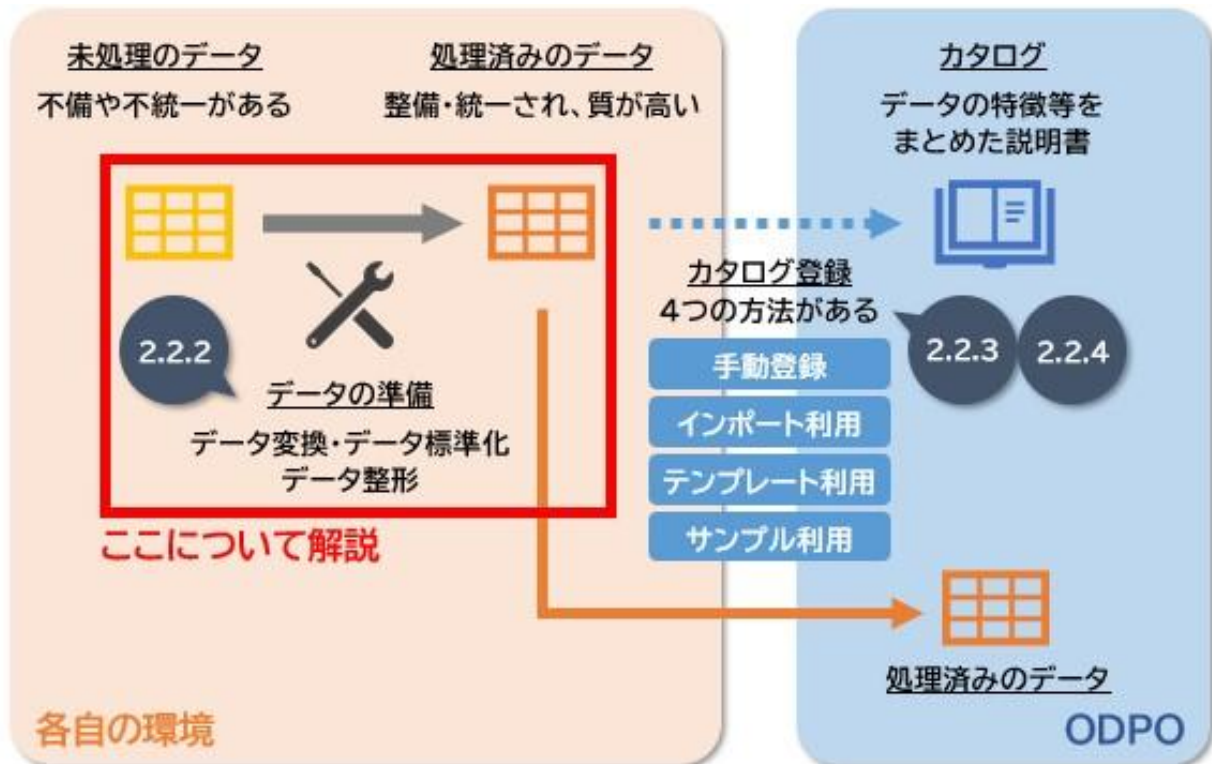 未処理のデータ
不備や不統一がある
処理済みのデータ
整備・統一され、質が高い
カタログ
データの特徴等を
まとめた説明書
2.2.2
データの準備
データ変換・データ標準化
データ整形
ここについて解説
カタログ登録
4つの方法がある
2.2.3
2.2.4
手動登録
インポート利用
テンプレート利用
サンプル利用
処理済みのデータ
各自の環境
ODPO